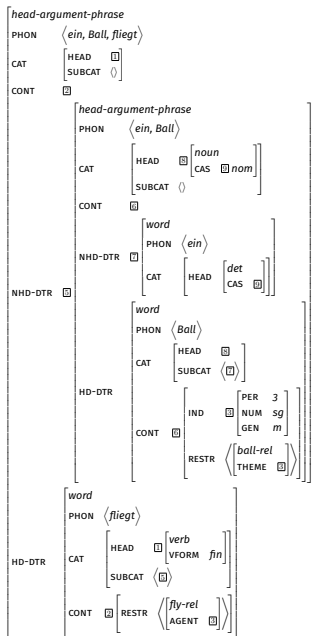 head-argument-phrase
PHON ⟨ein, Ball, fliegt⟩
CAT HEAD 1
SUBCAT ⟨⟩
CONT 2
head-argument-phrase
PHON ⟨ein, Ball⟩
noun
CAT HEAD 8 CAS 9 nom
SUBCAT ⟨⟩
CONT 6
word
NHD-DTR 7 PHON ⟨ein⟩
det
CAT HEAD CAS 9
NHD-DTR 5
word
PHON ⟨Ball⟩
CAT HEAD 8
SUBCAT ⟨7⟩
HD-DTR
PER 3
IND 3 NUM sg
GEN m
CONT 6
RESTR ⟨ball-rel
THEME 3⟩
word
PHON ⟨fliegt⟩
verb
HEAD 1 VFORM fin
HD-DTR CAT
SUBCAT ⟨5⟩
CONT 2 RESTR ⟨fly-rel
AGENT 3⟩